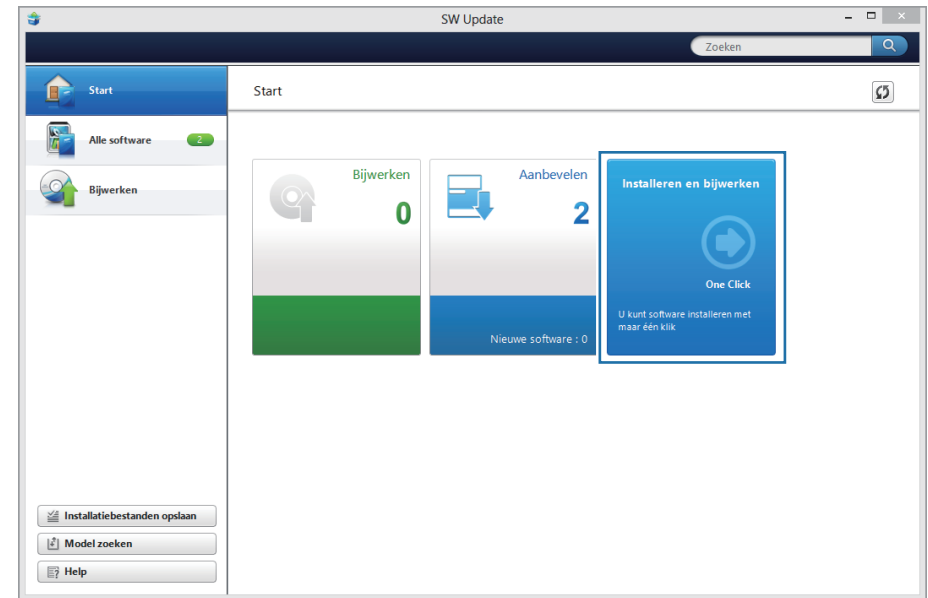 SW Update
Zoeken
Start
Alle software 2
Bijwerken
Installatiebestanden opslaan
Model zoeken
Help
Start
Bijwerken
0
Aanbevelen
2
Nieuwe software : 0
Installeren en bijwerken
One Click
U kunt software installeren met
maar één klik